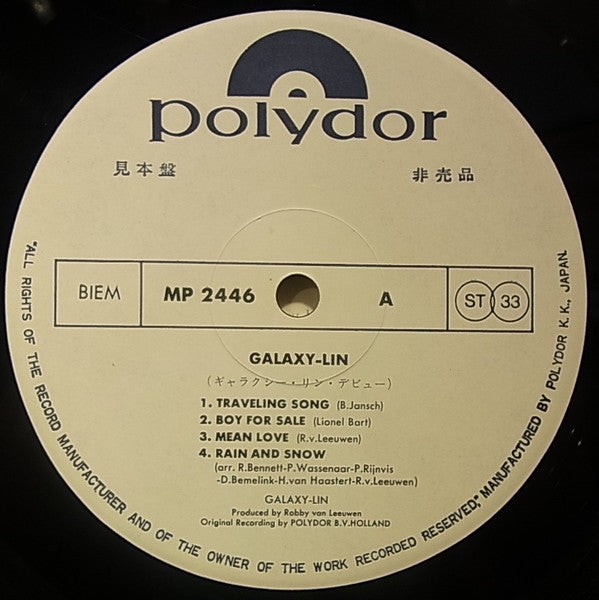 polydor
見本盤
非売品
BIEM
MP 2446
A
ST 33
GALAXY-LIN
(ギャラクシー・リン・デビュー)
1. TRAVELING SONG (B.Jansch)
2. BOY FOR SALE (Lionel Bart)
3. MEAN LOVE (R.v.Leeuwen)
4. RAIN AND SNOW
(arr. R.Bennett-P.Wassenaar-P.Rijnvis
-D.Bemelink-H.van Haastert-R.v.Leeuwen)
GALAXY-LIN
Produced by Robby van Leeuwen
Original Recording by POLYDOR B.V.HOLLAND
"ALL RIGHTS OF THE RECORD MANUFACTURER AND OF THE OWNER OF THE WORK RECORDED RESERVED," MANUFACTURED BY POLYDOR K.K., JAPAN.